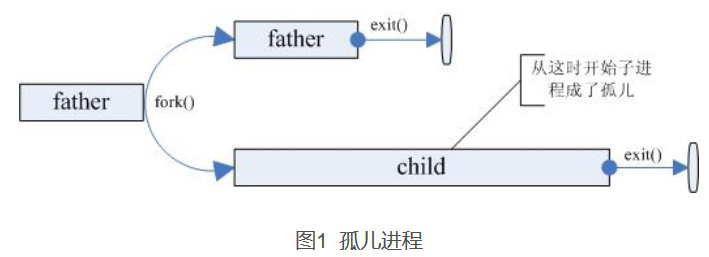 father
exit()
father
fork()
从这时开始子进
程成了孤儿
child
exit()
图1 孤儿进程